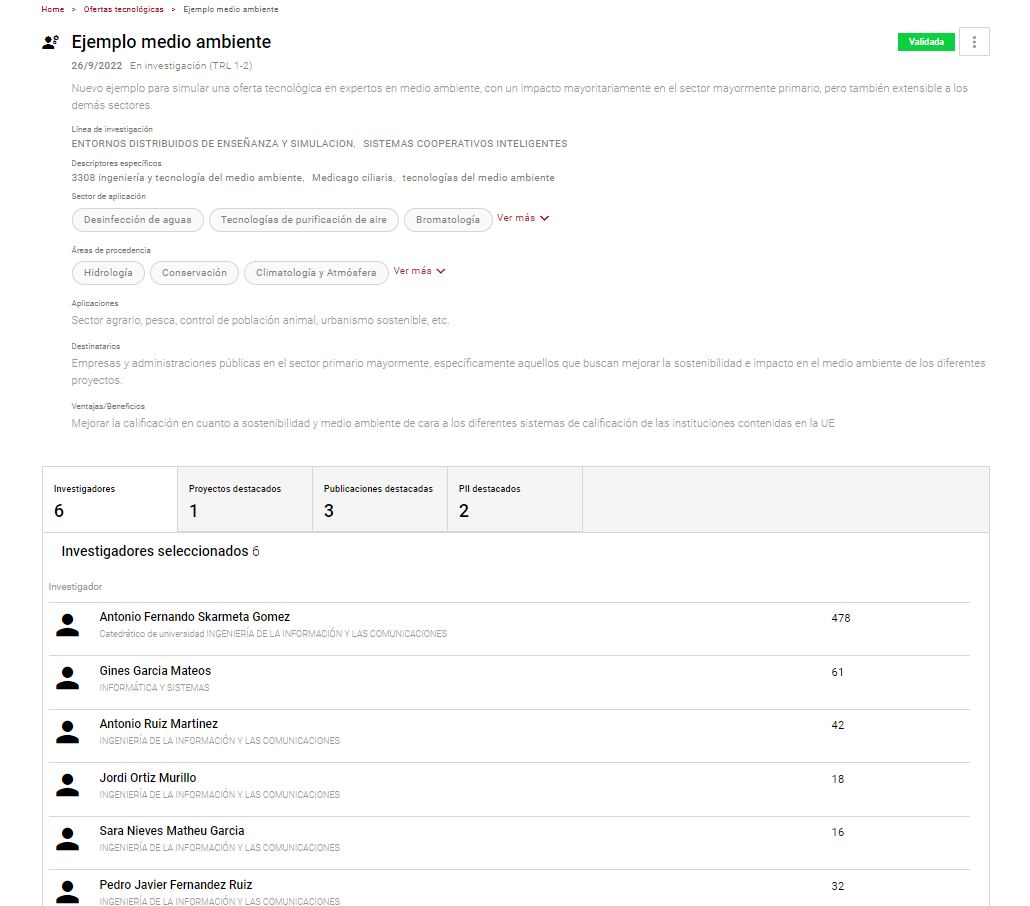 Home > Ofertas tecnológicas > Ejemplo medio ambiente
Ejemplo medio ambiente
Validada
26/9/2022 En investigación (TRL 1-2)
Nuevo ejemplo para simular una oferta tecnológica en expertos en medio ambiente, con un impacto mayoritariamente en el sector mayormente primario, pero también extensible a los
demás sectores.
Línea de investigación
ENTORNOS DISTRIBUIDOS DE ENSEÑANZA Y SIMULACION, SISTEMAS COOPERATIVOS INTELIGENTES
Descriptores específicos
3308 ingeniería y tecnología del medio ambiente, Medicago ciliaris, tecnologías del medio ambiente
Sector de aplicación
Desinfección de aguas Tecnologías de purificación de aire Bromatología Ver más
Áreas de procedencia
Hidrología Conservación Climatología y Atmósfera Ver más
Aplicaciones
Sector agrario, pesca, control de población animal, urbanismo sostenible, etc.
Destinatarios
Empresas y administraciones públicas en el sector primario mayormente, específicamente aquellos que buscan mejorar la sostenibilidad e impacto en el medio ambiente de los diferentes
proyectos.
Ventajas/Beneficios
Mejorar la calificación en cuanto a sostenibilidad y medio ambiente de cara a los diferentes sistemas de calificación de las instituciones contenidas en la UE
Investigadores Proyectos destacados Publicaciones destacadas PII destacados
6 1 3 2
Investigadores seleccionados 6
Investigador
Antonio Fernando Skarmeta Gomez 478
Catedrático de universidad INGENIERÍA DE LA INFORMACIÓN Y LAS COMUNICACIONES
Gines Garcia Mateos 61
INFORMÁTICA Y SISTEMAS
Antonio Ruiz Martinez 42
INGENIERÍA DE LA INFORMACIÓN Y LAS COMUNICACIONES
Jordi Ortiz Murillo 18
INGENIERÍA DE LA INFORMACIÓN Y LAS COMUNICACIONES
Sara Nieves Matheu Garcia 16
INGENIERÍA DE LA INFORMACIÓN Y LAS COMUNICACIONES
Pedro Javier Fernandez Ruiz 32
INGENIERÍA DE LA INFORMACIÓN Y LAS COMUNICACIONES